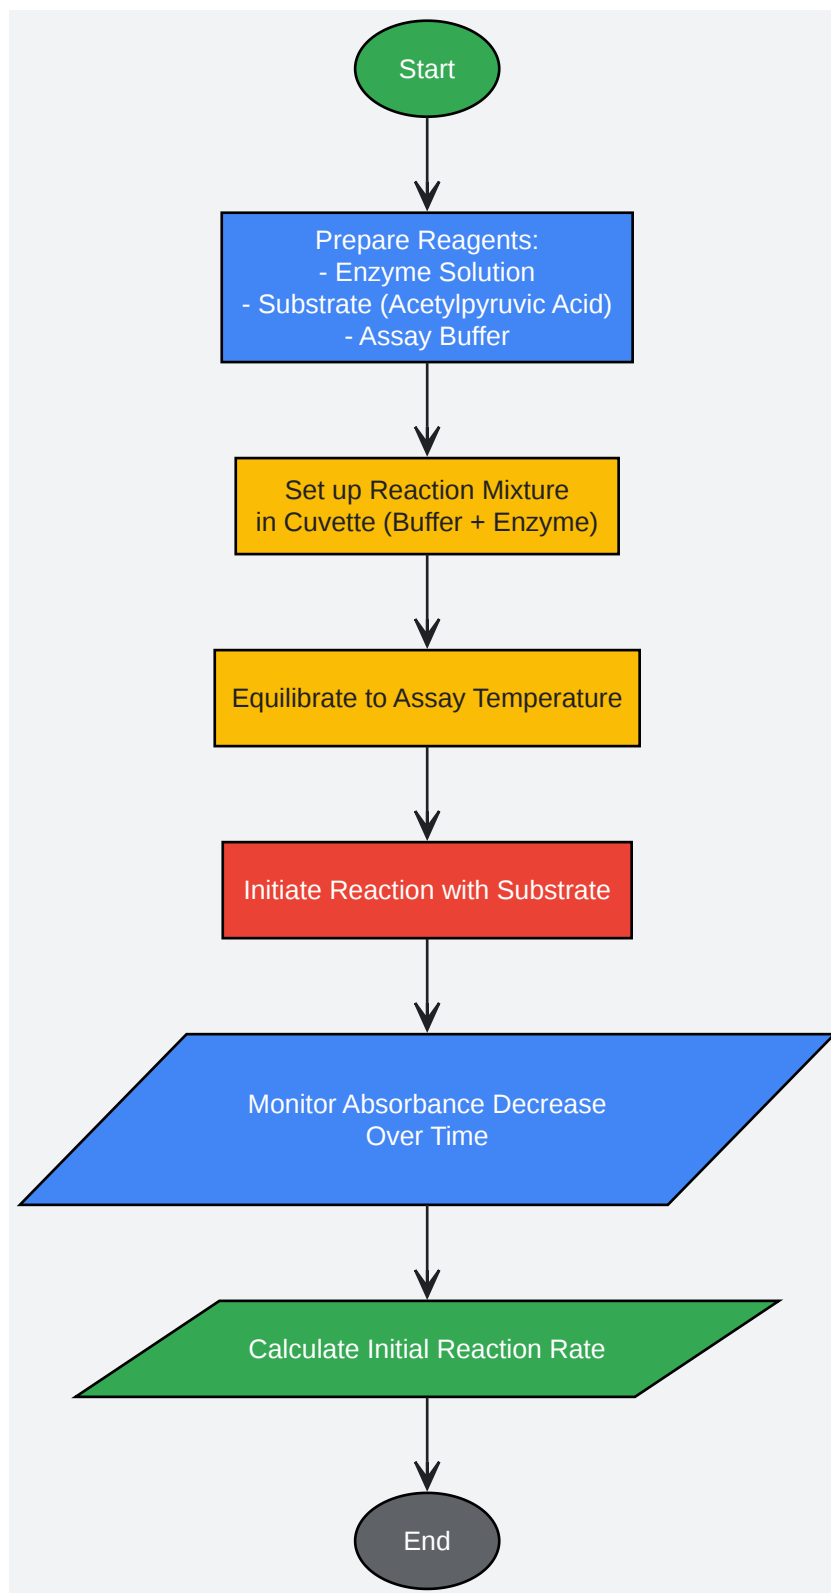 Start
Prepare Reagents:
- Enzyme Solution
- Substrate (Acetylpyruvic Acid)
- Assay Buffer
Set up Reaction Mixture
in Cuvette (Buffer + Enzyme)
Equilibrate to Assay Temperature
Initiate Reaction with Substrate
Monitor Absorbance Decrease
Over Time
Calculate Initial Reaction Rate
End